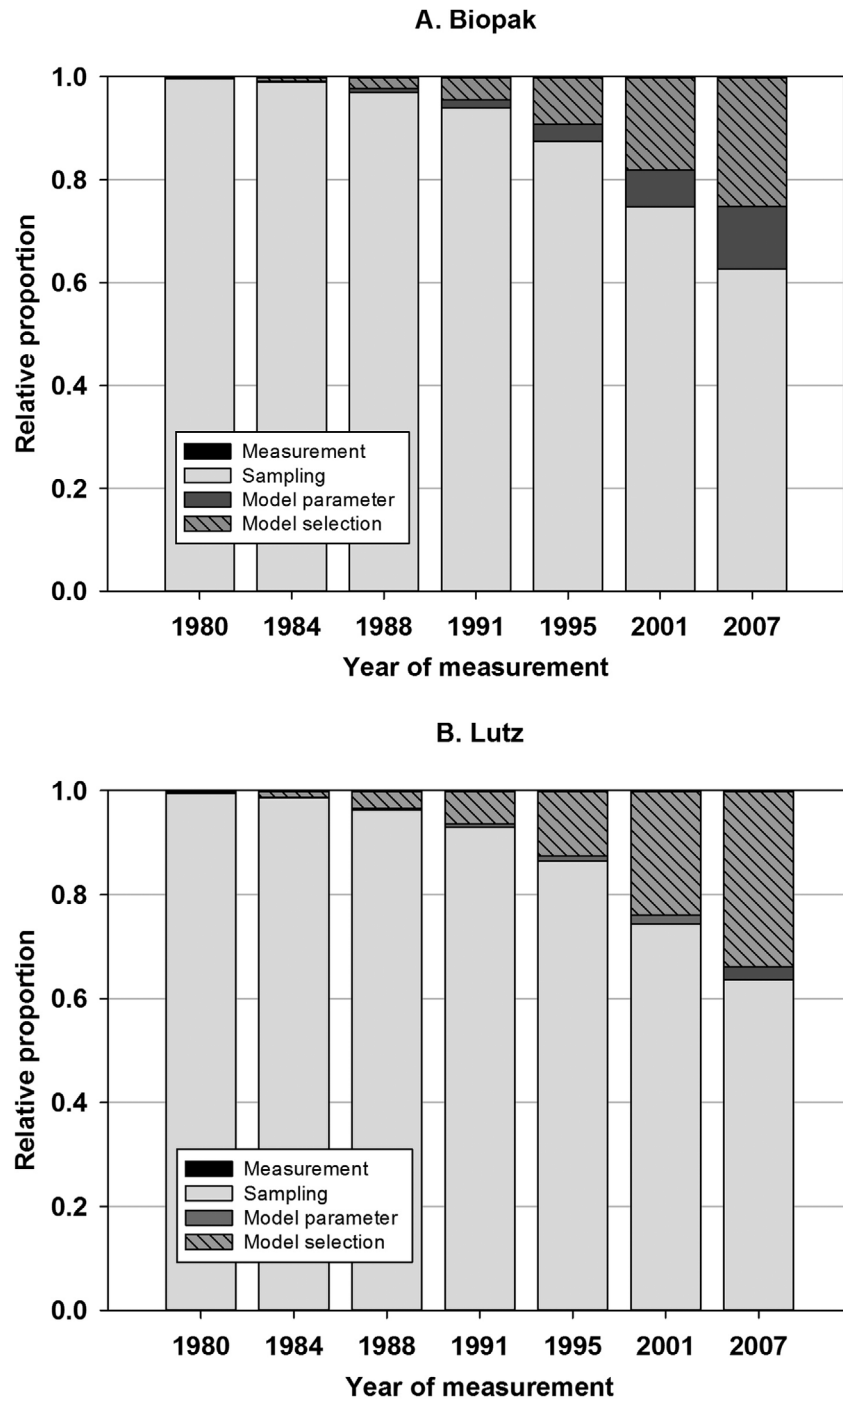 A. Biopak
1.0
0.8
0.6
0.4
0.2
0.0
Relative proportion
Measurement
Sampling
Model parameter
Model selection
1980 1984 1988 1991 1995 2001 2007
Year of measurement
B. Lutz
1.0
0.8
0.6
0.4
0.2
0.0
Relative proportion
Measurement
Sampling
Model parameter
Model selection
1980 1984 1988 1991 1995 2001 2007
Year of measurement